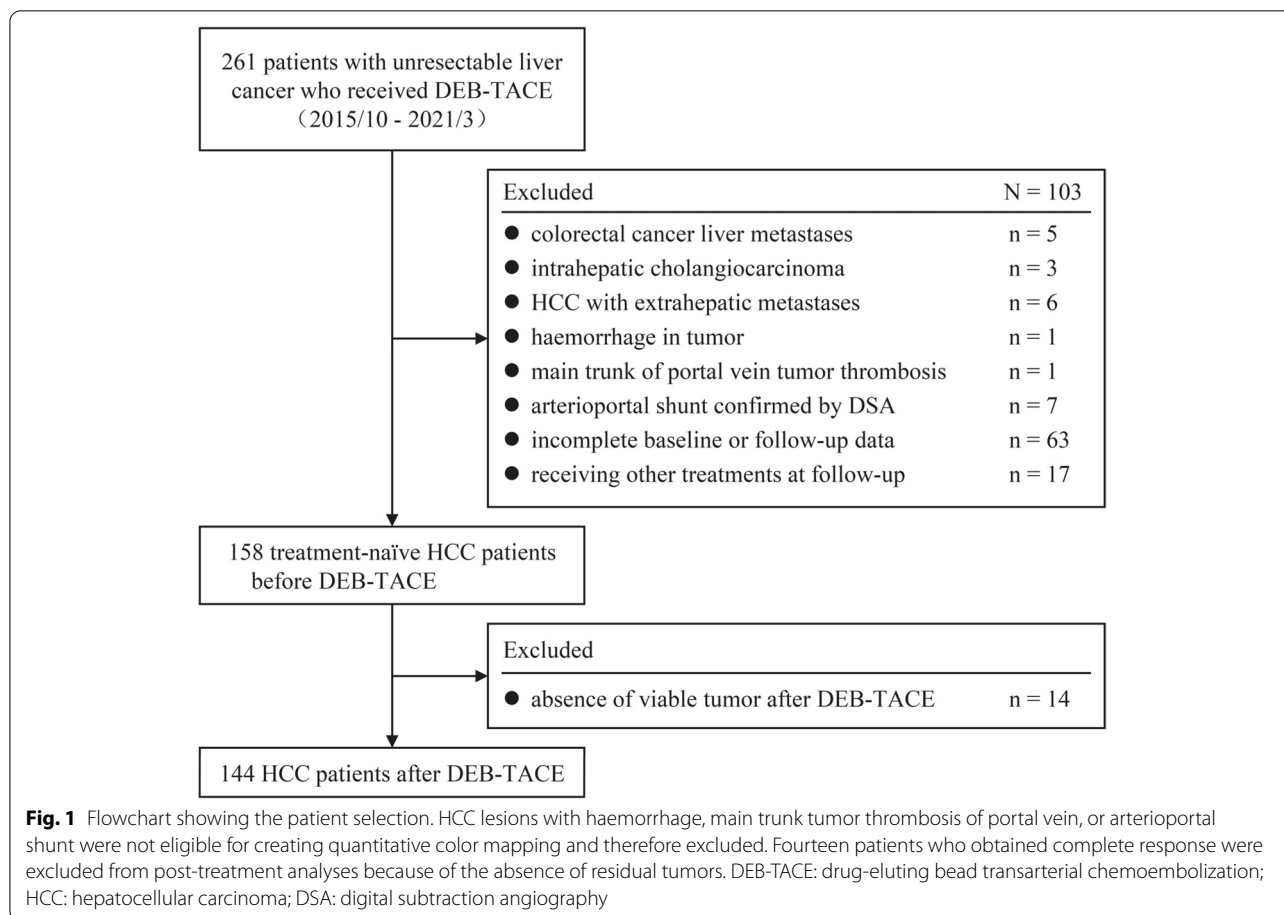 261 patients with unresectable liver
cancer who received DEB-TACE
（2015/10 - 2021/3）
Excluded N = 103
● colorectal cancer liver metastases n = 5
● intrahepatic cholangiocarcinoma n = 3
● HCC with extrahepatic metastases n = 6
● haemorrhage in tumor n = 1
● main trunk of portal vein tumor thrombosis n = 1
● arterioportal shunt confirmed by DSA n = 7
● incomplete baseline or follow-up data n = 63
● receiving other treatments at follow-up n = 17
158 treatment-naïve HCC patients
before DEB-TACE
Excluded
● absence of viable tumor after DEB-TACE n = 14
144 HCC patients after DEB-TACE
Fig. 1 Flowchart showing the patient selection. HCC lesions with haemorrhage, main trunk tumor thrombosis of portal vein, or arterioportal
shunt were not eligible for creating quantitative color mapping and therefore excluded. Fourteen patients who obtained complete response were
excluded from post-treatment analyses because of the absence of residual tumors. DEB-TACE: drug-eluting bead transarterial chemoembolization;
HCC: hepatocellular carcinoma; DSA: digital subtraction angiography